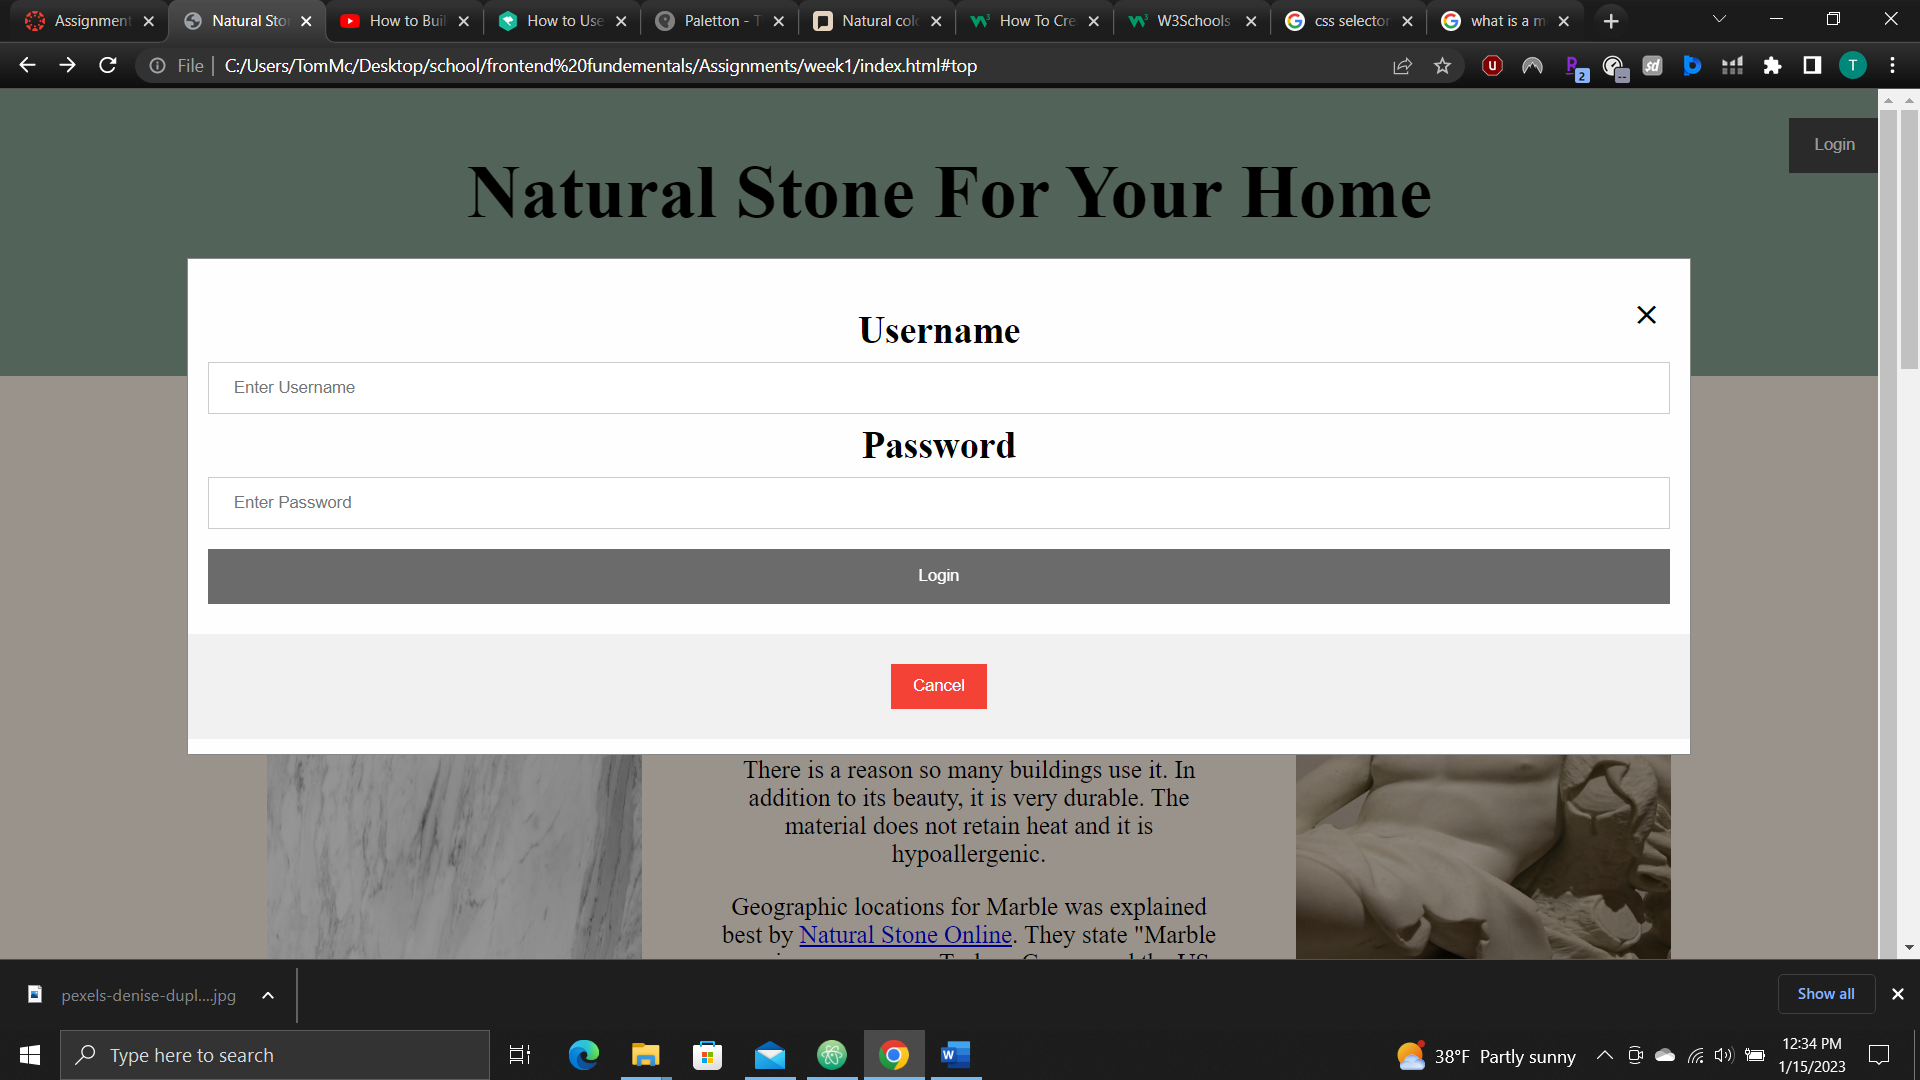 Assignment
Natural Sto
How to Buil
How to Use
Paletton - T
Natural colo
How To Cre
W3Schools
css selector
what is a m
File
C:/Users/TomMc/Desktop/school/frontend%20fundementals/Assignments/week1/index.html#top
2
T
Login
Natural Stone For Your Home
Username
Enter Username
Password
Enter Password
Login
Cancel
There is a reason so many buildings use it. In
addition to its beauty, it is very durable. The
material does not retain heat and it is
hypoallergenic.
Geographic locations for Marble was explained
best by Natural Stone Online. They state "Marble
pexels-denise-dupl....jpg
Show all
Type here to search
38°F Partly sunny
12:34 PM
1/15/2023